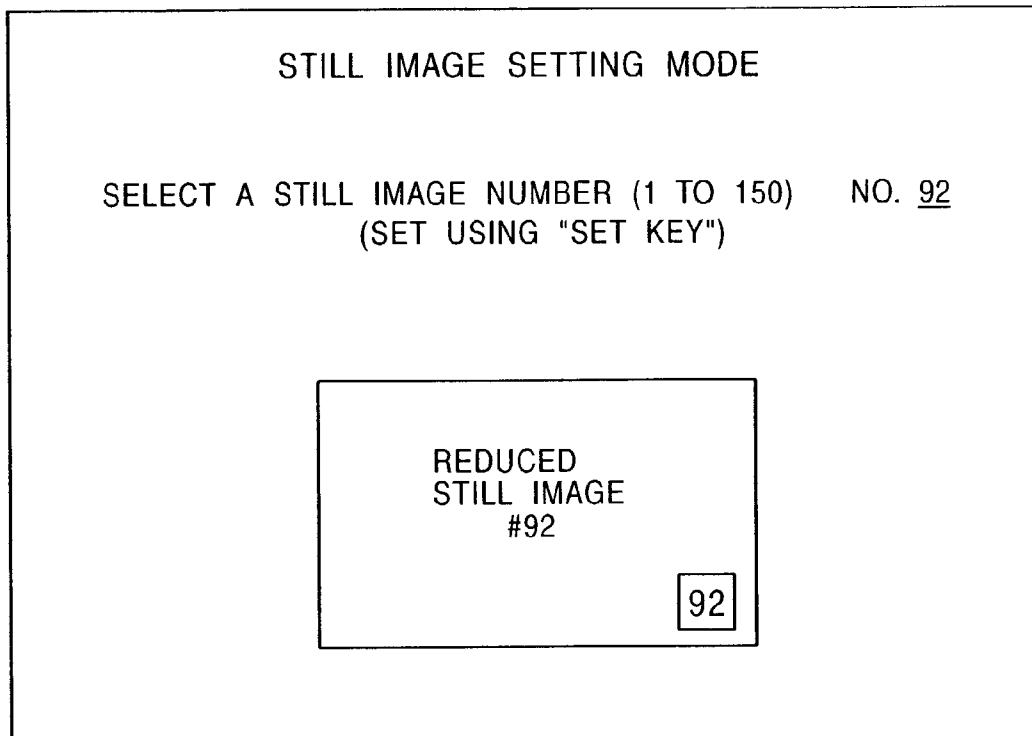 STILL IMAGE SETTING MODE
SELECT A STILL IMAGE NUMBER (1 TO 150) NO. 92
(SET USING "SET KEY")
REDUCED
STILL IMAGE
#92
92